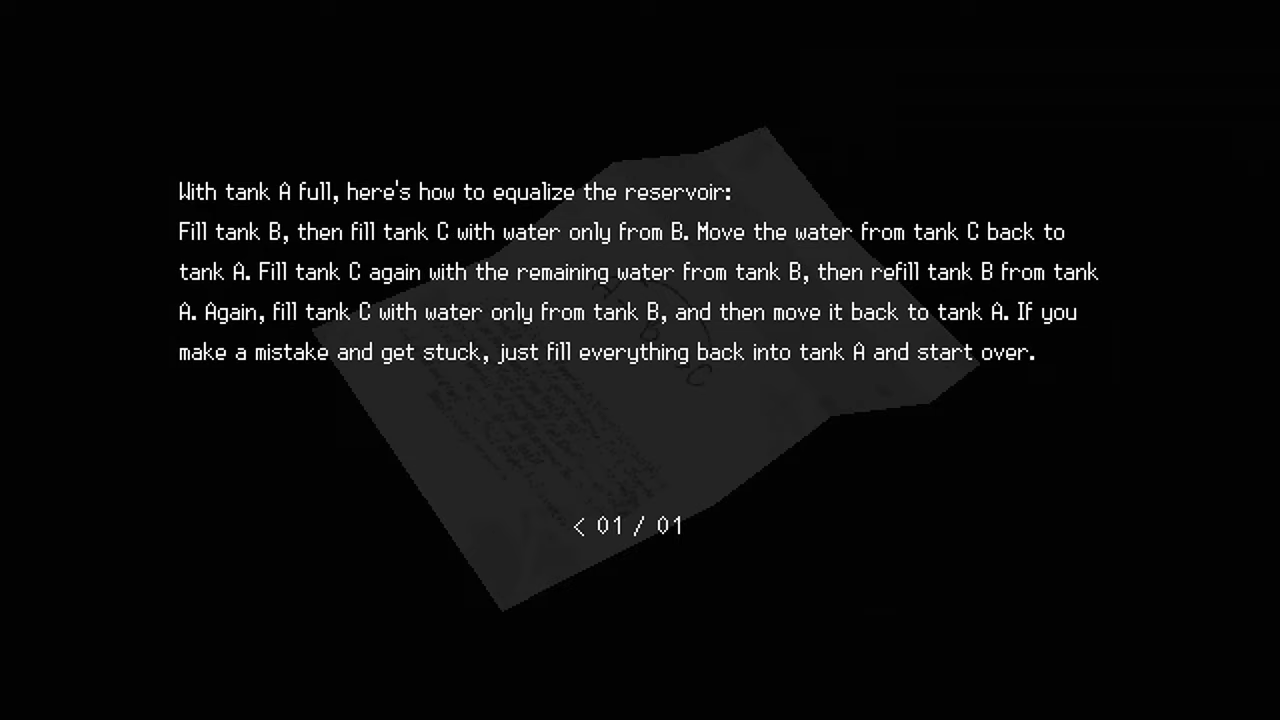 With tank A full, here's how to equalize the reservoir:
Fill tank B, then fill tank C with water only from B. Move the water from tank C back to
tank A. Fill tank C again with the remaining water from tank B, then refill tank B from tank
A. Again, fill tank C with water only from tank B, and then move it back to tank A. If you
make a mistake and get stuck, just fill everything back into tank A and start over.
< 01 / 01